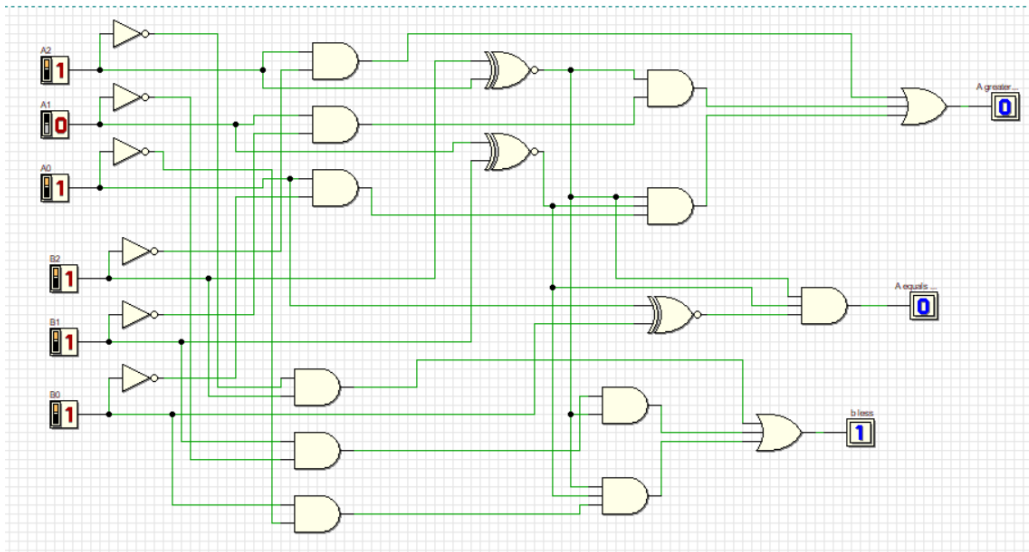 A2
1
A1
0
A0
1
B2
1
B1
1
B0
1
A greater...
0
A equals ...
0
b less
1